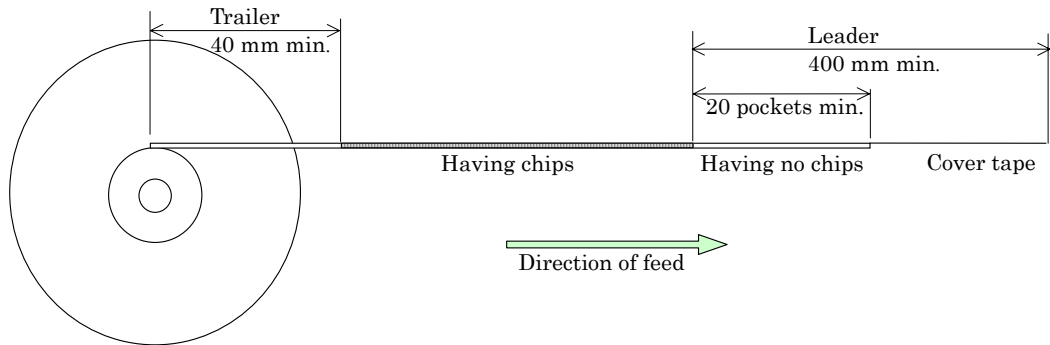 Trailer
40 mm min.
Leader
400 mm min.
20 pockets min.
Having chips
Having no chips
Cover tape
Direction of feed